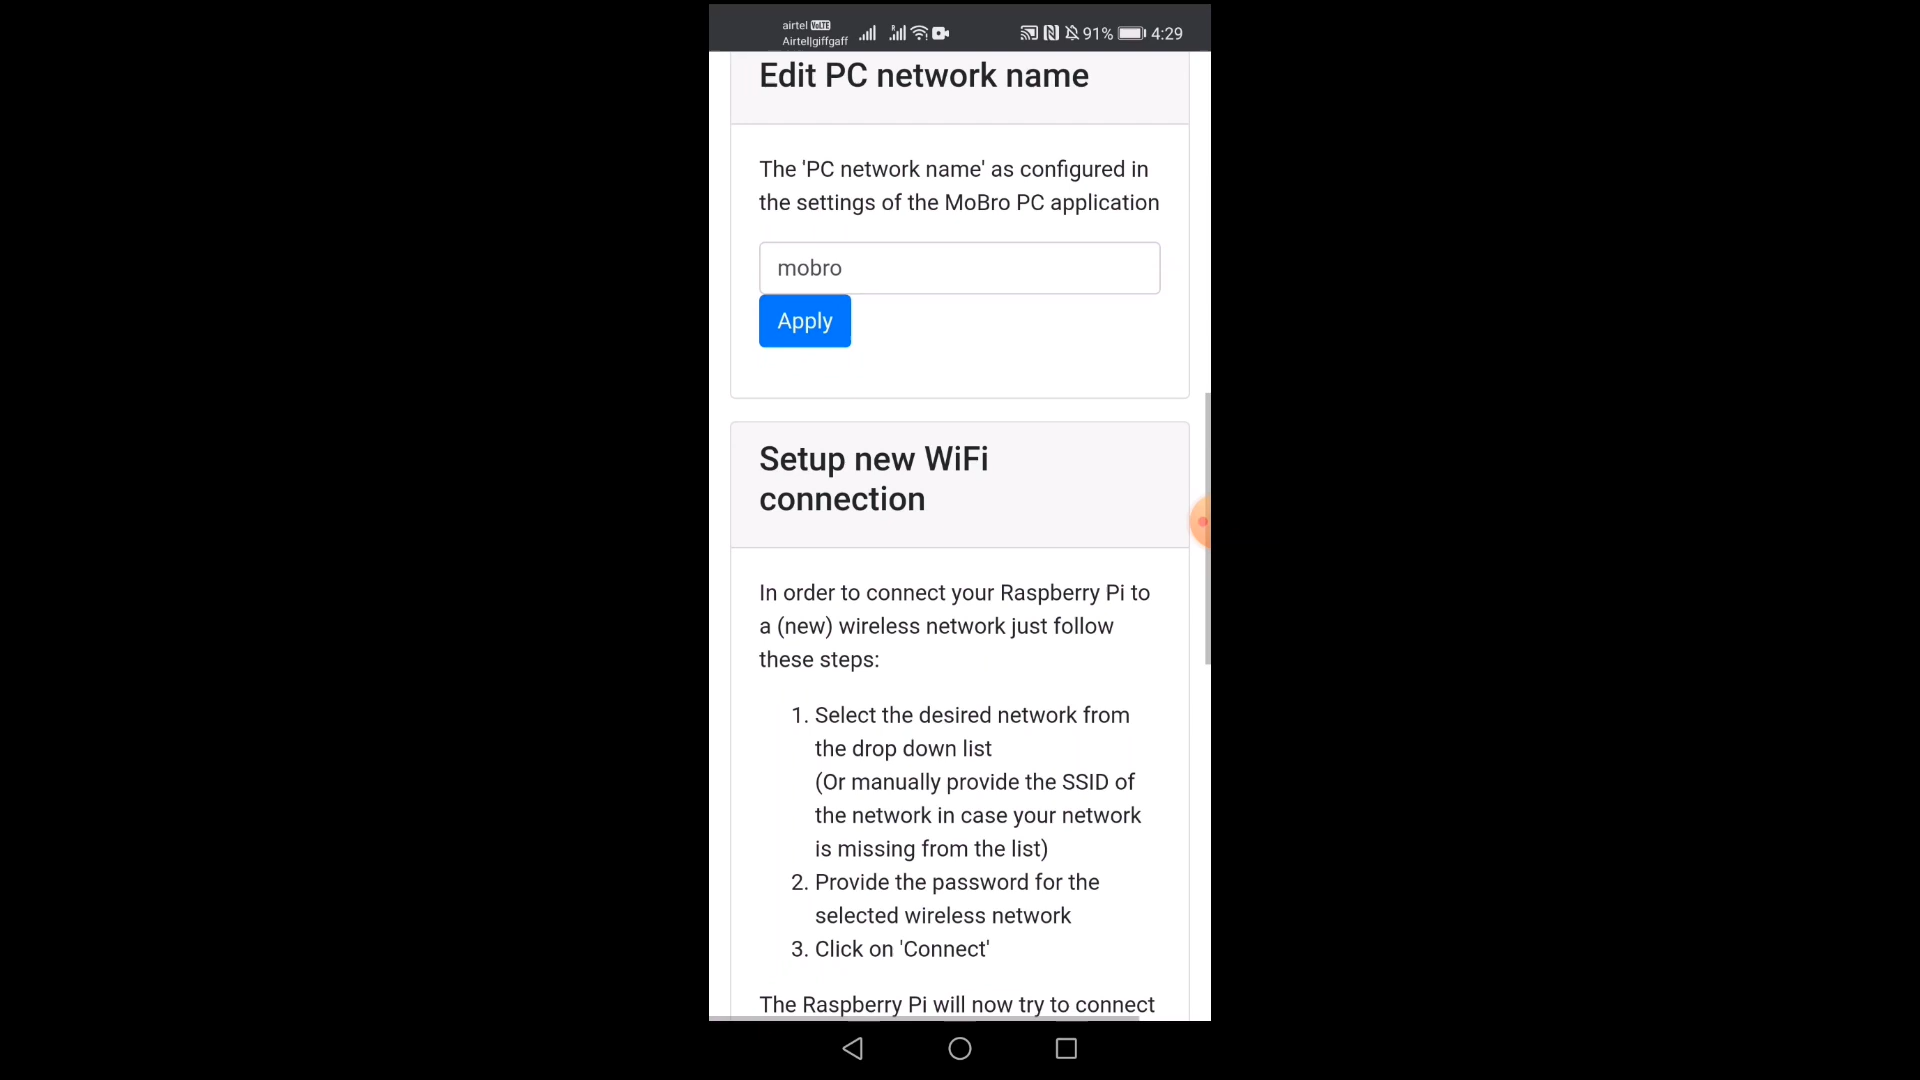 airtel VoLTE
Airtel|giffgaff
R
91%
4:29
Edit PC network name
The 'PC network name' as configured in
the settings of the MoBro PC application
mobro
Apply
Setup new WiFi
connection
In order to connect your Raspberry Pi to
a (new) wireless network just follow
these steps:
1. Select the desired network from
the drop down list
(Or manually provide the SSID of
the network in case your network
is missing from the list)
2. Provide the password for the
selected wireless network
3. Click on 'Connect'
The Raspberry Pi will now try to connect